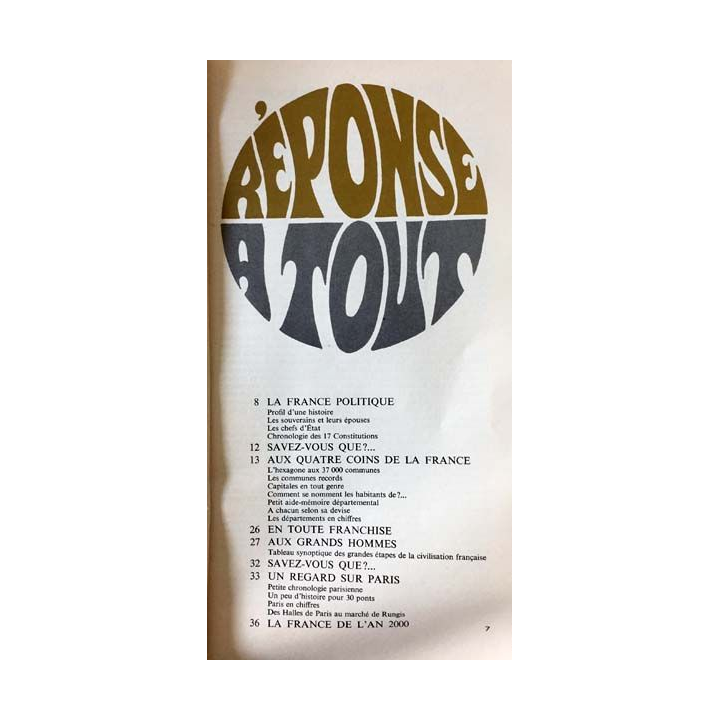 RÉPONSE
A TOUT
8 LA FRANCE POLITIQUE
Profil d'une histoire
Les souverains et leurs épouses
Les chefs d'État
Chronologie des 17 Constitutions
12 SAVEZ-VOUS QUE?...
13 AUX QUATRE COINS DE LA FRANCE
L'hexagone aux 37 000 communes
Les communes records
Capitales en tout genre
Comment se nomment les habitants de?...
Petit aide-mémoire départemental
A chacun selon sa devise
Les départements en chiffres
26 EN TOUTE FRANCHISE
27 AUX GRANDS HOMMES
Tableau synoptique des grandes étapes de la civilisation française
32 SAVEZ-VOUS QUE?...
33 UN REGARD SUR PARIS
Petite chronologie parisienne
Un peu d'histoire pour 30 ponts
Paris en chiffres
Des Halles de Paris au marché de Rungis
36 LA FRANCE DE L'AN 2000
7